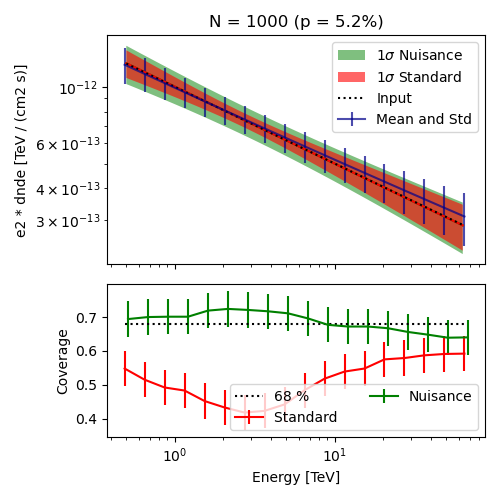 N = 1000 (p = 5.2%)
e2 * dnde [TeV / (cm2 s)]
10⁻¹²
6 × 10⁻¹³
4 × 10⁻¹³
3 × 10⁻¹³
1σ Nuisance
1σ Standard
Input
Mean and Std
Coverage
0.7
0.6
0.5
0.4
68 %
Standard
Nuisance
10⁰
10¹
Energy [TeV]